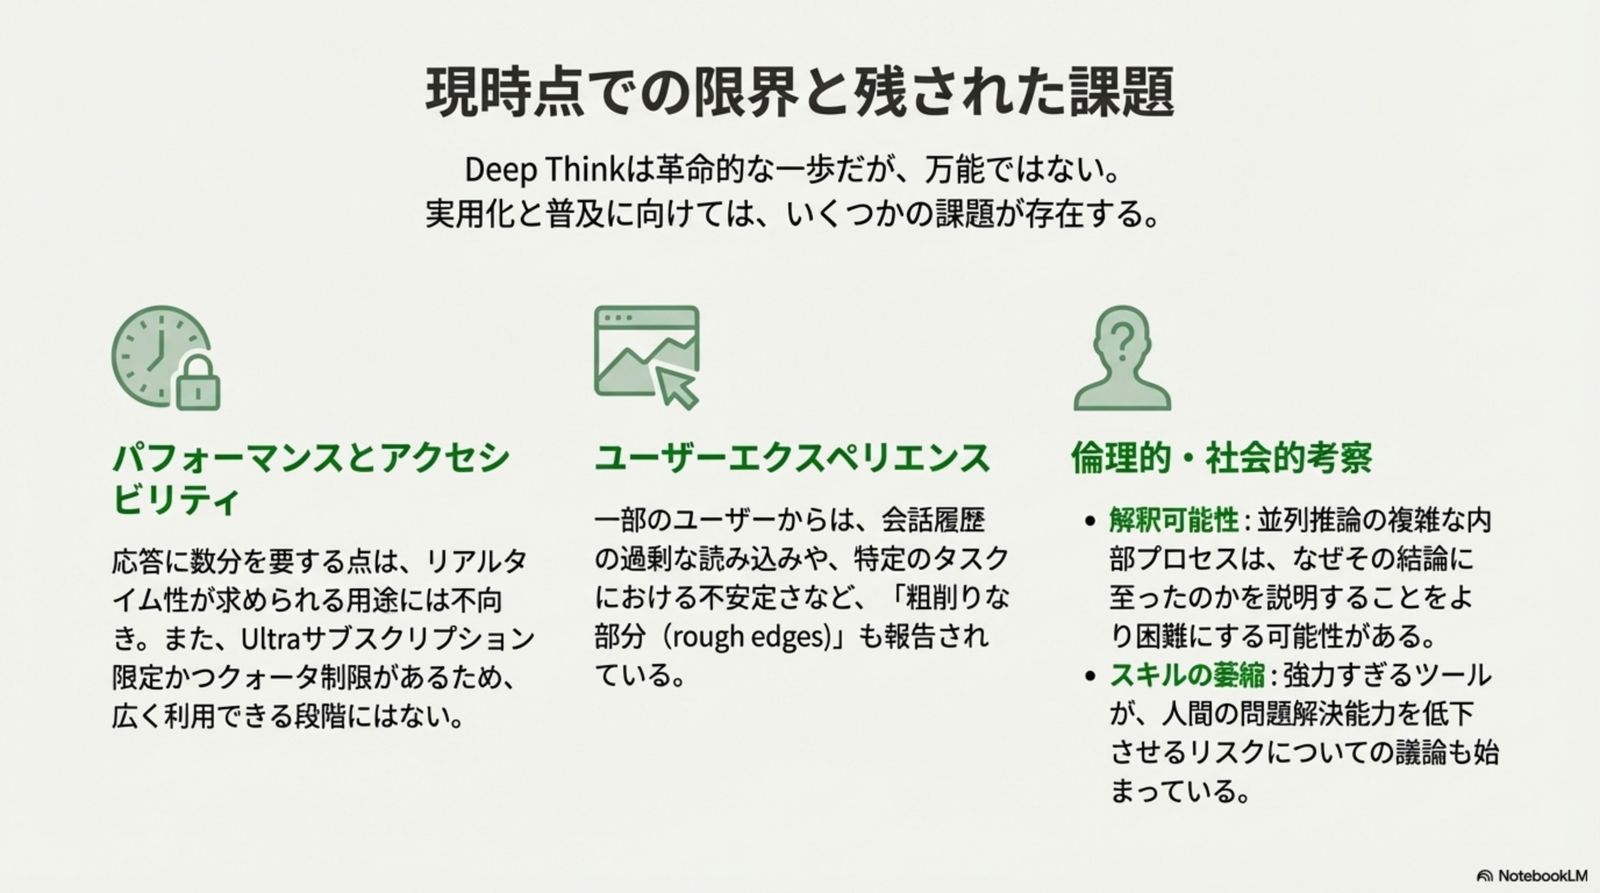 現時点での限界と残された課題
Deep Thinkは革命的な一歩だが、万能ではない。
実用化と普及に向けては、いくつかの課題が存在する。
パフォーマンスとアクセシ
ビリティ
応答に数分を要する点は、リアルタ
イム性が求められる用途には不向
き。また、Ultraサブスクリプション
限定かつクォータ制限があるため、
広く利用できる段階にはない。
ユーザーエクスペリエンス
一部のユーザーからは、会話履歴
の過剰な読み込みや、特定のタスク
における不安定さなど、「粗削りな
部分（rough edges)」も報告され
ている。
倫理的・社会的考察
• 解釈可能性 : 並列推論の複雑な内
部プロセスは、なぜその結論に
至ったのかを説明することをよ
り困難にする可能性がある。
• スキルの萎縮 : 強力すぎるツール
が、人間の問題解決能力を低下
させるリスクについての議論も始
まっている。
NotebookLM